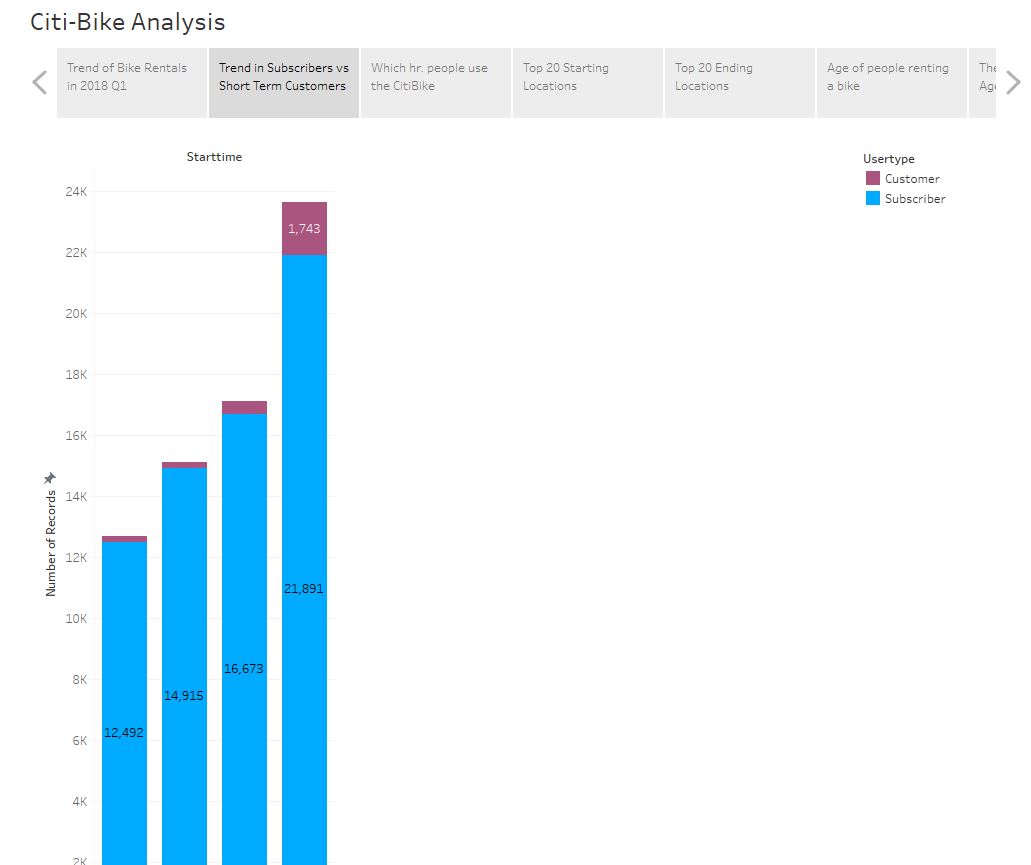 Citi-Bike Analysis
Trend of Bike Rentals
in 2018 Q1
Trend in Subscribers vs
Short Term Customers
Which hr. people use
the CitiBike
Top 20 Starting
Locations
Top 20 Ending
Locations
Age of people renting
a bike
The
Age
Starttime
Usertype
Customer
Subscriber
Number of Records
24K
22K
20K
18K
16K
14K
12K
10K
8K
6K
4K
2K
1,743
21,891
16,673
14,915
12,492